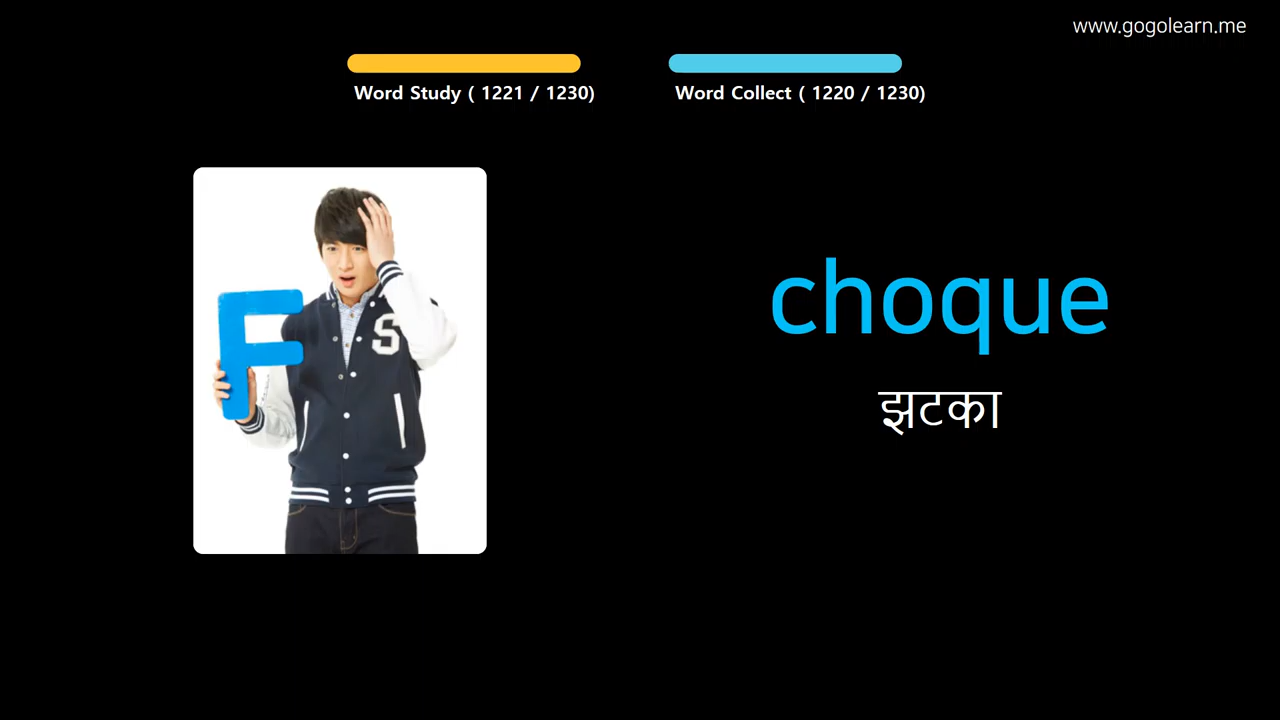 www.gogolearn.me
Word Study ( 1221 / 1230)
Word Collect ( 1220 / 1230)
F
S
choque
झटका